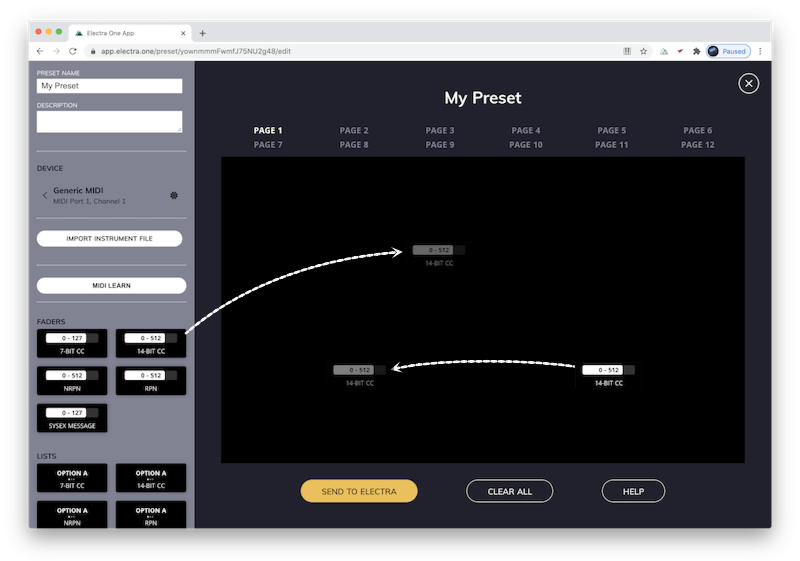 Electra One App
app.electra.one/preset/yownmmmFwmfJ75NU2g48/edit
Paused
PRESET NAME
My Preset
DESCRIPTION
DEVICE
Generic MIDI
MIDI Port 1, Channel 1
IMPORT INSTRUMENT FILE
MIDI LEARN
FADERS
0 - 127
7-BIT CC
0 - 512
14-BIT CC
0 - 512
NRPN
0 - 512
RPN
0 - 127
SYSEX MESSAGE
LISTS
OPTION A
7-BIT CC
OPTION A
14-BIT CC
OPTION A
NRPN
OPTION A
RPN
My Preset
PAGE 1 PAGE 2 PAGE 3 PAGE 4 PAGE 5 PAGE 6
PAGE 7 PAGE 8 PAGE 9 PAGE 10 PAGE 11 PAGE 12
0 - 512
14-BIT CC
0 - 512
14-BIT CC
0 - 512
14-BIT CC
SEND TO ELECTRA
CLEAR ALL
HELP